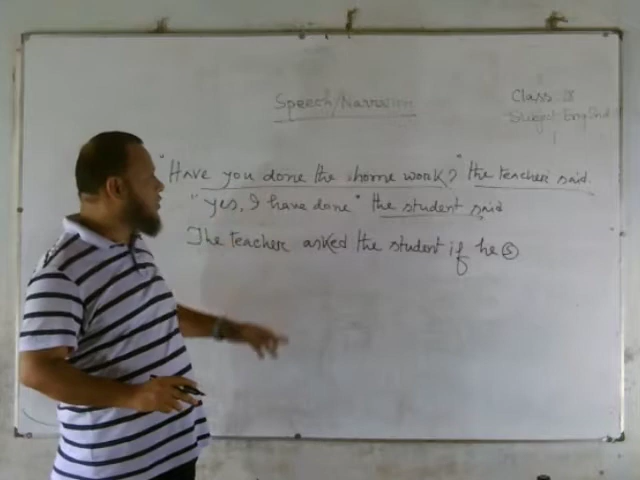 Speech/Narration
Class 8
Subject English
"Have you done the home work?" the teacher said.
"yes, I have done" the student said
The teacher asked the student if he Ⓢ